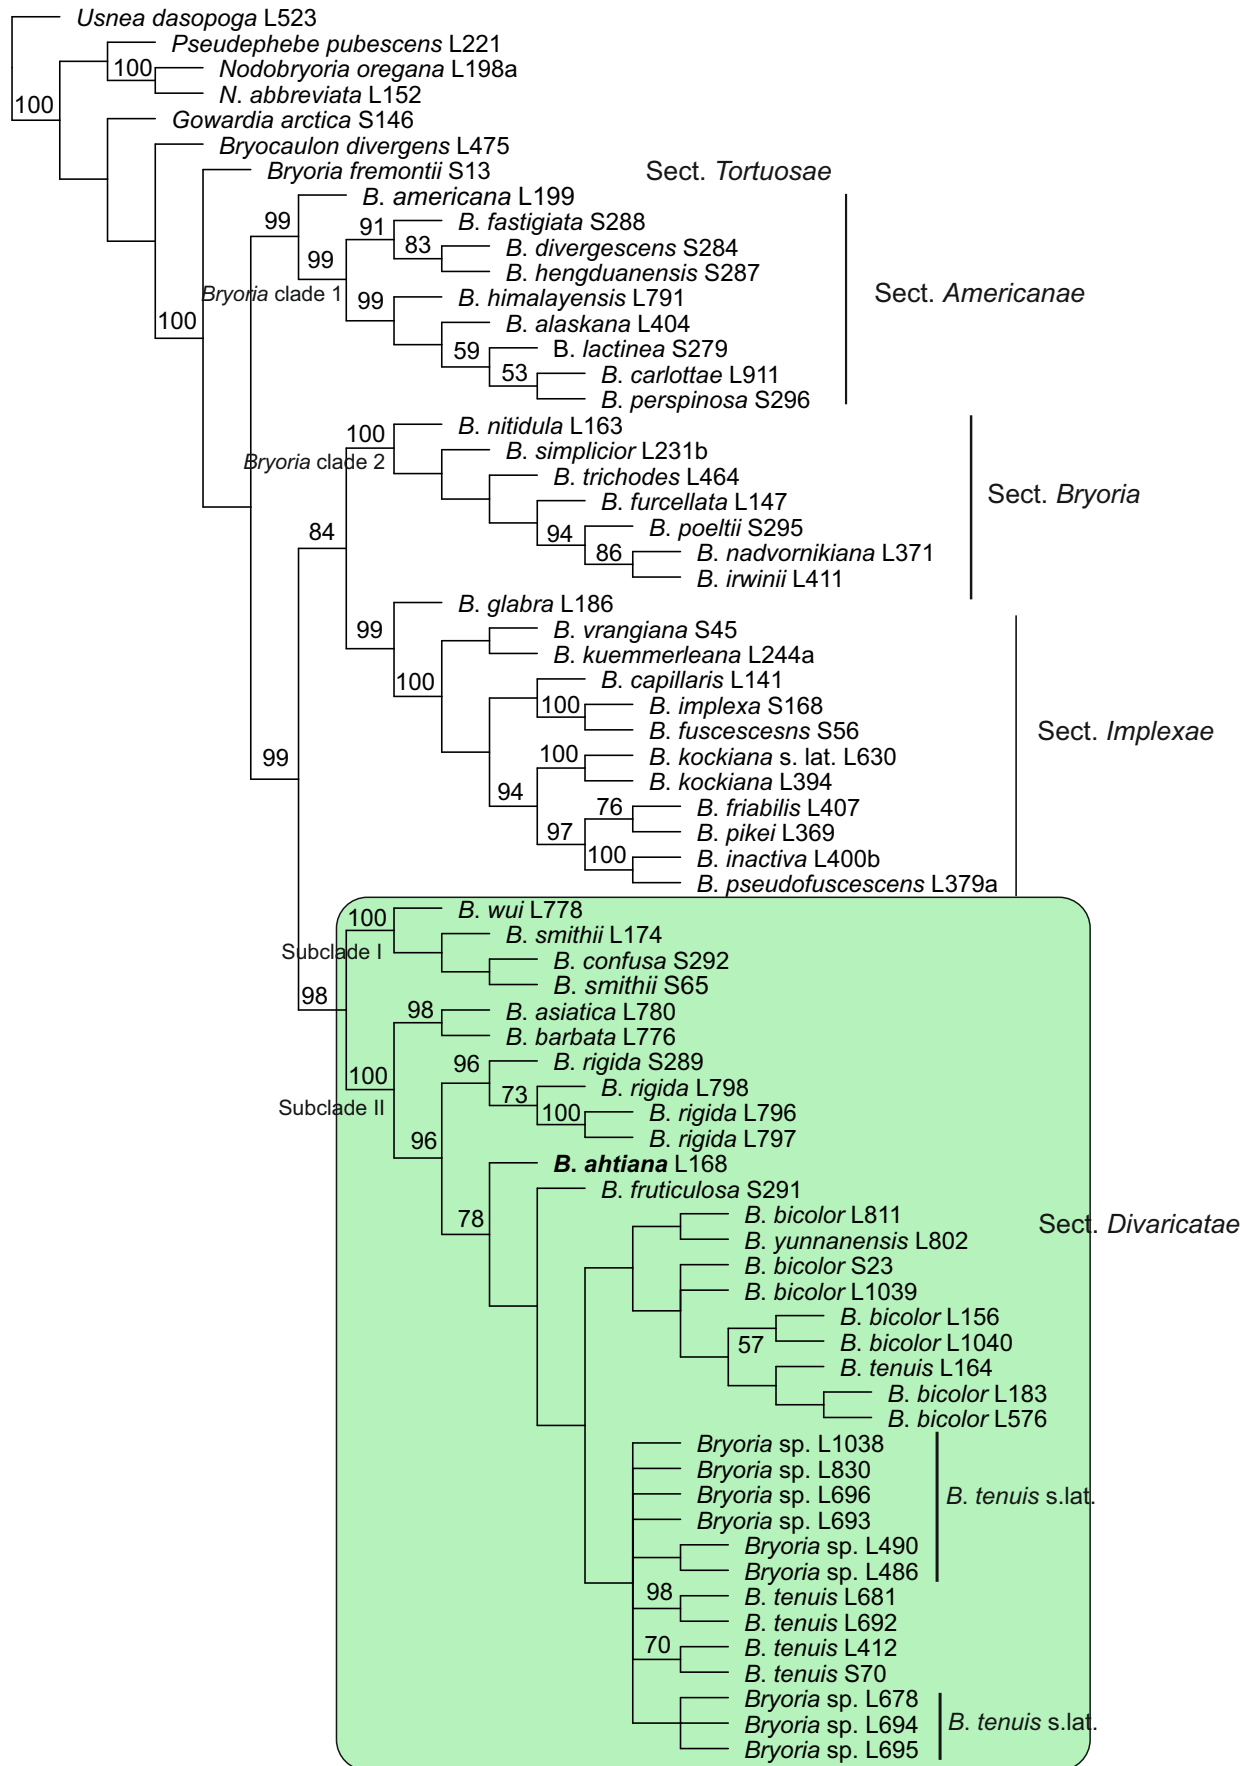 Usnea dasopoga L523
Pseudephebe pubescens L221
100 Nodobryoria oregana L198a
N. abbreviata L152
100
Gowardia arctica S146
Bryocaulon divergens L475
Bryoria fremontii S13 Sect. Tortuosae
B. americana L199
99 91 B. fastigiata S288
83 B. divergescens S284
99 B. hengduanensis S287
Bryoria clade 1 99 B. himalayensis L791 Sect. Americanae
100 B. alaskana L404
59 B. lactinea S279
53 B. carlottae L911
B. perspinosa S296
100 B. nitidula L163
Bryoria clade 2 B. simplicior L231b
B. trichodes L464 Sect. Bryoria
B. furcellata L147
84 94 B. poeltii S295
86 B. nadvornikiana L371
B. irwinii L411
B. glabra L186
99 B. vrangiana S45
B. kuemmerleana L244a
100 B. capillaris L141
100 B. implexa S168
B. fuscescesns S56 Sect. Implexae
99 100 B. kockiana s. lat. L630
B. kockiana L394
94 76 B. friabilis L407
97 B. pikei L369
100 B. inactiva L400b
B. pseudofuscescens L379a
100 B. wui L778
B. smithii L174
Subclade I B. confusa S292
B. smithii S65
98 98 B. asiatica L780
B. barbata L776
96 B. rigida S289
100 73 B. rigida L798
Subclade II 100 B. rigida L796
96 B. rigida L797
B. ahtiana L168
B. fruticulosa S291
78 B. bicolor L811 Sect. Divaricatae
B. yunnanensis L802
B. bicolor S23
B. bicolor L1039
B. bicolor L156
57 B. bicolor L1040
B. tenuis L164
B. bicolor L183
B. bicolor L576
Bryoria sp. L1038
Bryoria sp. L830
Bryoria sp. L696 B. tenuis s.lat.
Bryoria sp. L693
Bryoria sp. L490
Bryoria sp. L486
98 B. tenuis L681
B. tenuis L692
70 B. tenuis L412
B. tenuis S70
Bryoria sp. L678
Bryoria sp. L694 B. tenuis s.lat.
Bryoria sp. L695